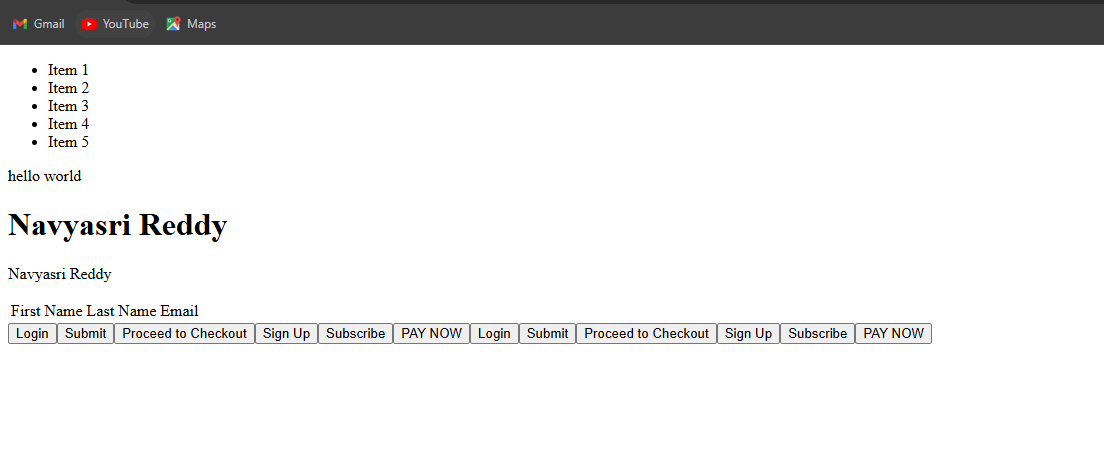 Gmail YouTube Maps
Item 1
Item 2
Item 3
Item 4
Item 5
hello world
Navyasri Reddy
Navyasri Reddy
First Name Last Name Email
Login Submit Proceed to Checkout Sign Up Subscribe PAY NOW Login Submit Proceed to Checkout Sign Up Subscribe PAY NOW